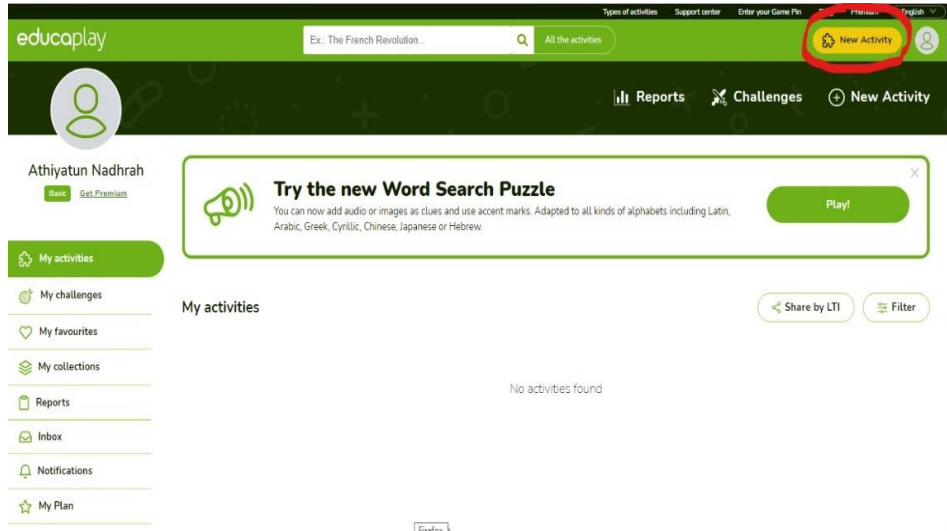 Types of activities Support center Enter your Game Pin Premium English
educaplay Ex.: The French Revolution... All the activities New Activity
Reports Challenges New Activity
Athiyatun Nadhrah
Basic Get Premium
Try the new Word Search Puzzle
You can now add audio or images as clues and use accent marks. Adapted to all kinds of alphabets including Latin,
Arabic, Greek, Cyrillic, Chinese, Japanese or Hebrew.
Play!
My activities
My challenges
My favourites
My collections
Reports
Inbox
Notifications
My Plan
My activities
Share by LTI Filter
No activities found
Firefox